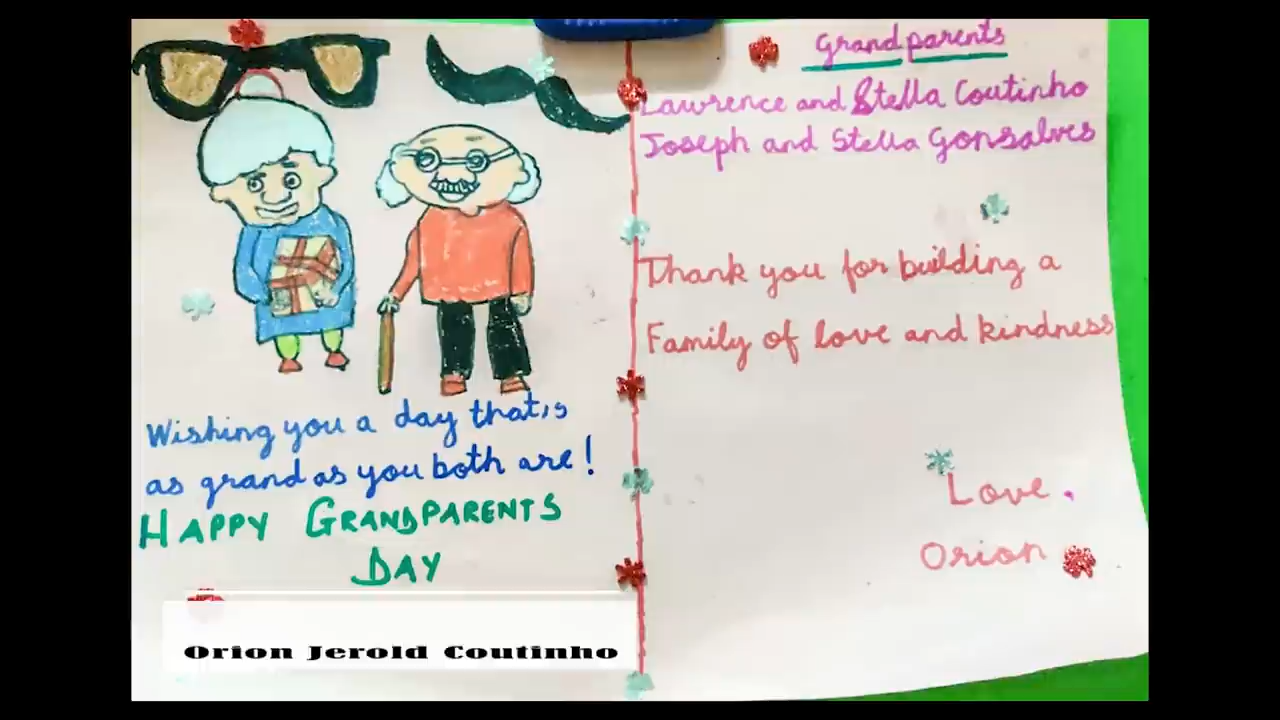 Wishing you a day that's
as grand as you both are!
HAPPY GRANDPARENTS
DAY
Orion Jerold Coutinho
Grandparents
Lawrence and Stella Coutinho
Joseph and Stella Gonsalves
Thank you for building a
Family of love and kindness
Love,
Orion